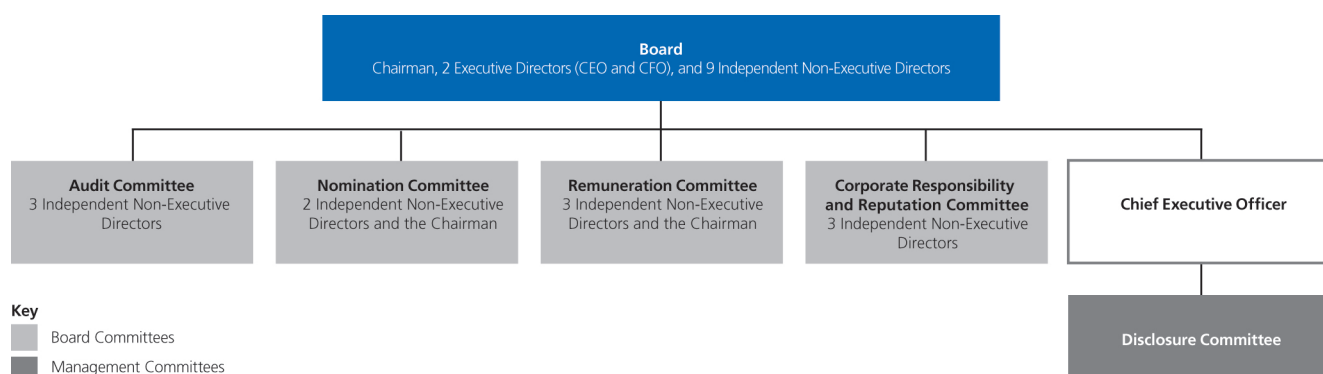 Board
Chairman, 2 Executive Directors (CEO and CFO), and 9 Independent Non-Executive Directors
Audit Committee
3 Independent Non-Executive
Directors
Nomination Committee
2 Independent Non-Executive
Directors and the Chairman
Remuneration Committee
3 Independent Non-Executive
Directors and the Chairman
Corporate Responsibility
and Reputation Committee
3 Independent Non-Executive
Directors
Chief Executive Officer
Disclosure Committee
Key
Board Committees
Management Committees